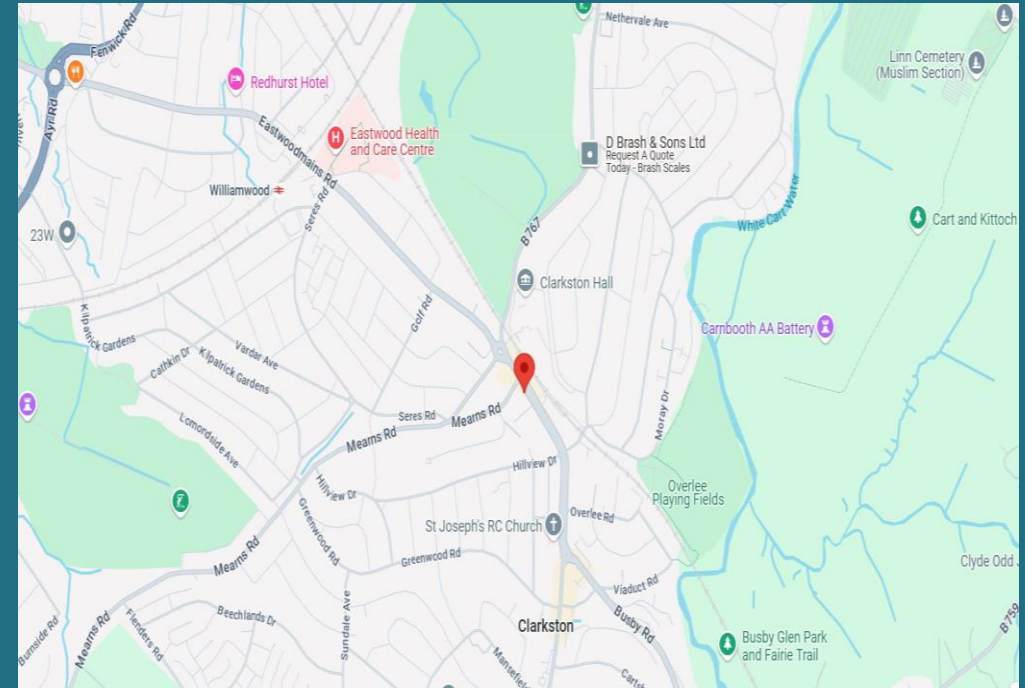 Nethervale Ave
Fenwick Rd
Linn Cemetery
(Muslim Section)
Redhurst Hotel
Ayr Rd
Eastwoodmains Rd
Eastwood Health
and Care Centre
D Brash & Sons Ltd
Request A Quote
Today - Brash Scales
Williamwood
Seres Rd
White Cart Water
Cart and Kittoch
23W
B767
Clarkston Hall
Golf Rd
Carnbooth AA Battery
Kilpatrick Gardens
Vardar Ave
Cathkin Dr
Kilpatrick Gardens
Seres Rd
Mearns Rd
Mearns Rd
Moray Dr
Lomondside Ave
Hillview Dr
Hillview Dr
Overlee
Playing Fields
Greenwood Rd
St Joseph's RC Church
Overlee Rd
Mearns Rd
Greenwood Rd
Clyde Odd
Viaduct Rd
Beechlands Dr
Sundale Ave
Clarkston
Busby Rd
B759
Burnside Rd
Mearns Rd
Flenders Rd
Busby Glen Park
and Fairie Trail